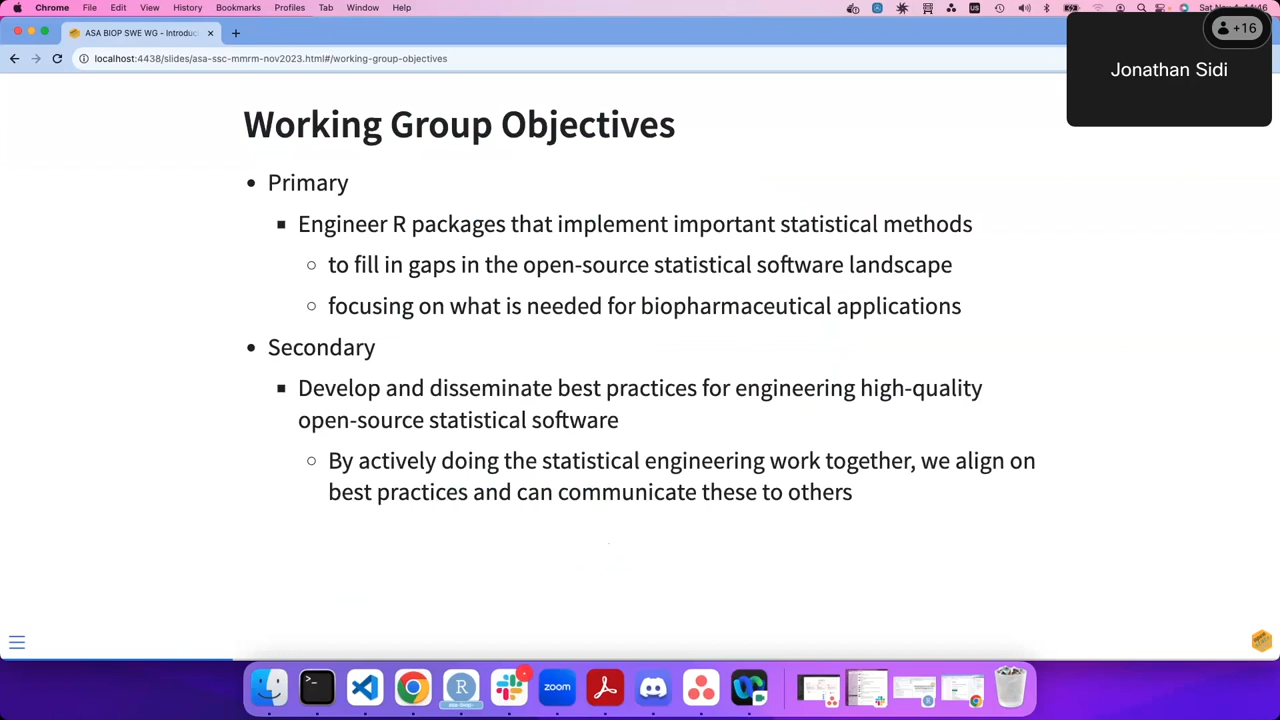 Chrome File Edit View History Bookmarks Profiles Tab Window Help
US
ASA BIOP SWE WG - Introduc
+16
localhost:4438/slides/asa-ssc-mmrm-nov2023.html#/working-group-objectives
Jonathan Sidi
Working Group Objectives
• Primary
▪ Engineer R packages that implement important statistical methods
○ to fill in gaps in the open-source statistical software landscape
○ focusing on what is needed for biopharmaceutical applications
• Secondary
▪ Develop and disseminate best practices for engineering high-quality
open-source statistical software
○ By actively doing the statistical engineering work together, we align on
best practices and can communicate these to others
R
zoom